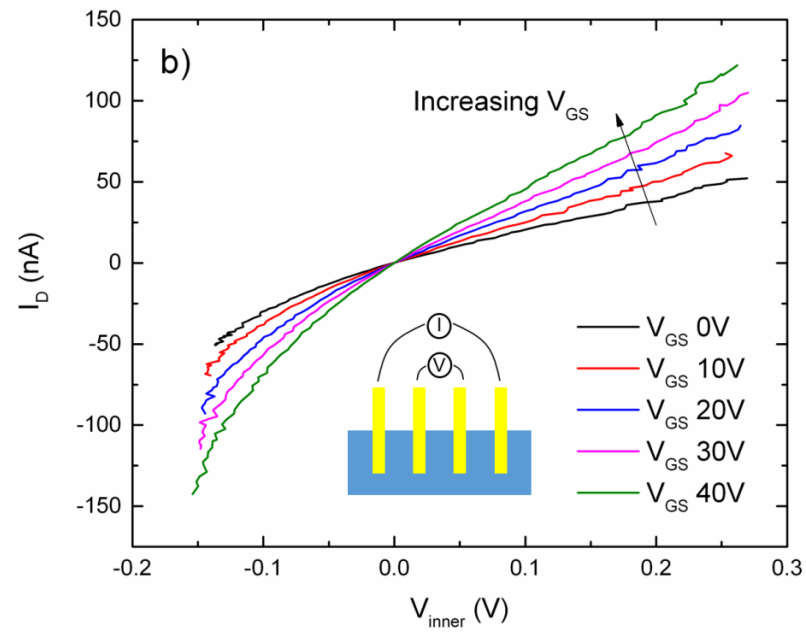 b)
Increasing V_GS
150
100
50
0
-50
-100
-150
I_D (nA)
I
V
V_GS 0V
V_GS 10V
V_GS 20V
V_GS 30V
V_GS 40V
-0.2 -0.1 0.0 0.1 0.2 0.3
V_inner (V)